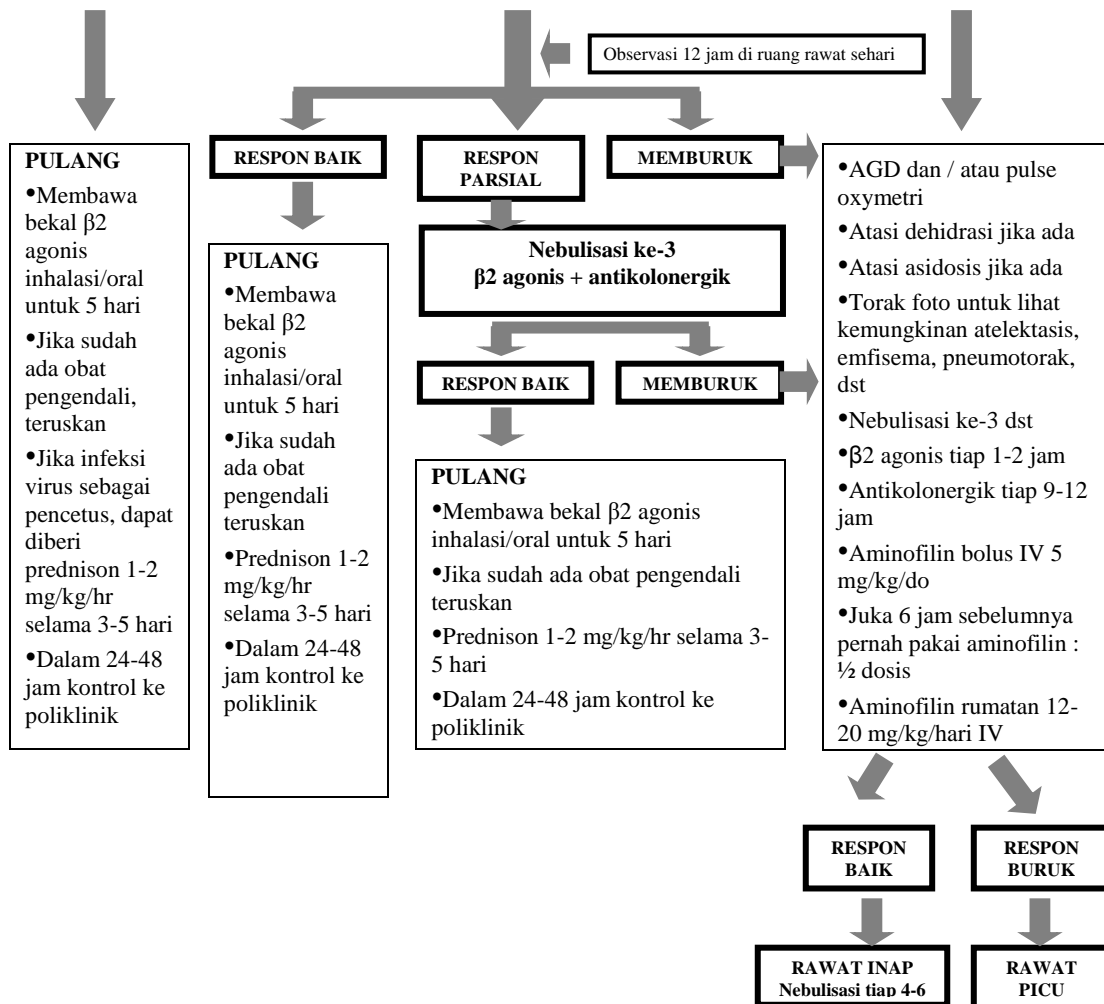 Observasi 12 jam di ruang rawat sehari
PULANG
•Membawa
bekal β2
agonis
inhalasi/oral
untuk 5 hari
•Jika sudah
ada obat
pengendali,
teruskan
•Jika infeksi
virus sebagai
pencetus, dapat
diberi
prednison 1-2
mg/kg/hr
selama 3-5 hari
•Dalam 24-48
jam kontrol ke
poliklinik
RESPON BAIK
PULANG
•Membawa
bekal β2
agonis
inhalasi/oral
untuk 5 hari
•Jika sudah
ada obat
pengendali
teruskan
•Prednison 1-2
mg/kg/hr
selama 3-5 hari
•Dalam 24-48
jam kontrol ke
poliklinik
RESPON
PARSIAL
MEMBURUK
Nebulisasi ke-3
β2 agonis + antikolonergik
RESPON BAIK
MEMBURUK
PULANG
•Membawa bekal β2 agonis
inhalasi/oral untuk 5 hari
•Jika sudah ada obat pengendali
teruskan
•Prednison 1-2 mg/kg/hr selama 3-
5 hari
•Dalam 24-48 jam kontrol ke
poliklinik
•AGD dan / atau pulse
oxymetri
•Atasi dehidrasi jika ada
•Atasi asidosis jika ada
•Torak foto untuk lihat
kemungkinan atelektasis,
emfisema, pneumotorak,
dst
•Nebulisasi ke-3 dst
•β2 agonis tiap 1-2 jam
•Antikolonergik tiap 9-12
jam
•Aminofilin bolus IV 5
mg/kg/do
•Juka 6 jam sebelumnya
pernah pakai aminofilin :
½ dosis
•Aminofilin rumatan 12-
20 mg/kg/hari IV
RESPON
BAIK
RESPON
BURUK
RAWAT INAP
Nebulisasi tiap 4-6
RAWAT
PICU